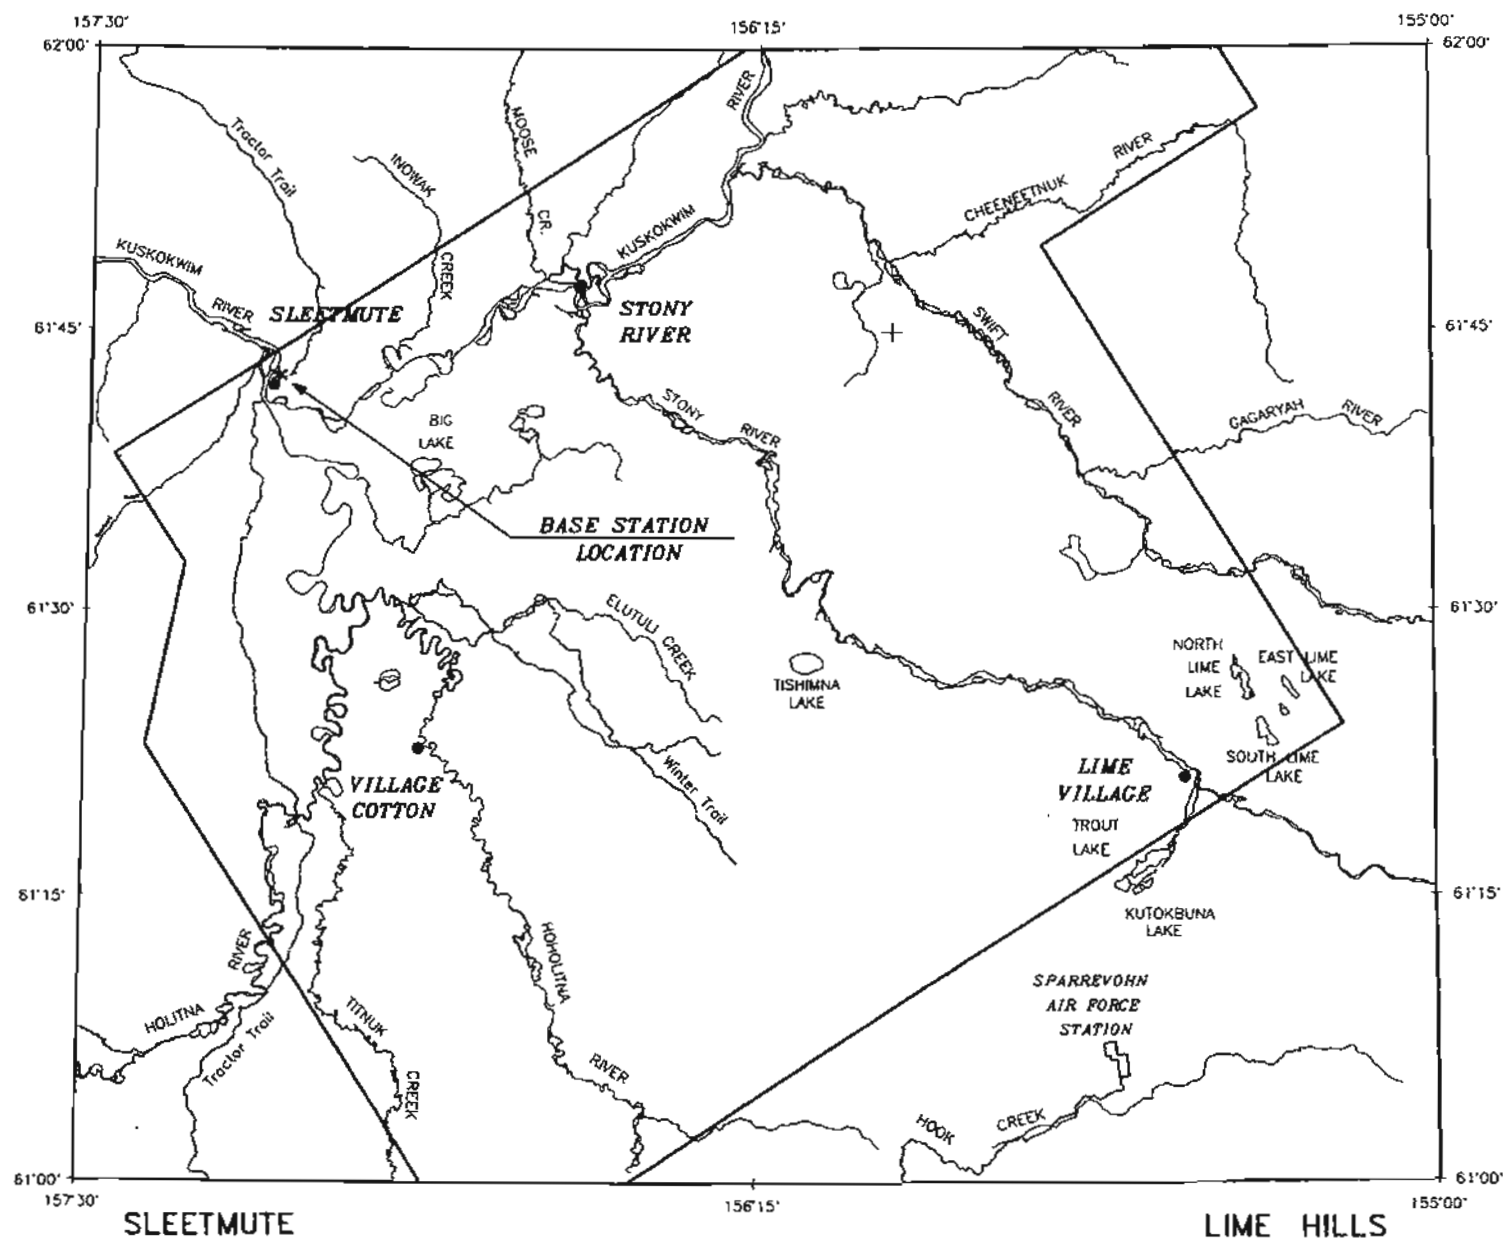 157°30'
156°15'
155°00'
62°00'
62°00'
RIVER
MOOSE
CR.
Tractor Trail
INOWAK
CREEK
RIVER
CHEENEETNUK
KUSKOKWIM
KUSKOKWIM
RIVER
SLEETMUTE
STONY
RIVER
61°45'
61°45'
SWIFT
RIVER
STONY
RIVER
BIG
LAKE
GAGARYAH
RIVER
BASE STATION
LOCATION
61°30'
61°30'
ELUTULI CREEK
NORTH
LIME
LAKE
EAST LIME
LAKE
TISHIMNA
LAKE
SOUTH LIME
LAKE
VILLAGE
COTTON
Winter Trail
LIME
VILLAGE
TROUT
LAKE
61°15'
61°15'
KUTOKBUNA
LAKE
HOHOLITNA
RIVER
RIVER
HOLITNA
Tractor Trail
TITNUK
CREEK
SPARREVOHN
AIR FORCE
STATION
HOOK
CREEK
61°00'
61°00'
157°30'
156°15'
155°00'
SLEETMUTE
LIME HILLS